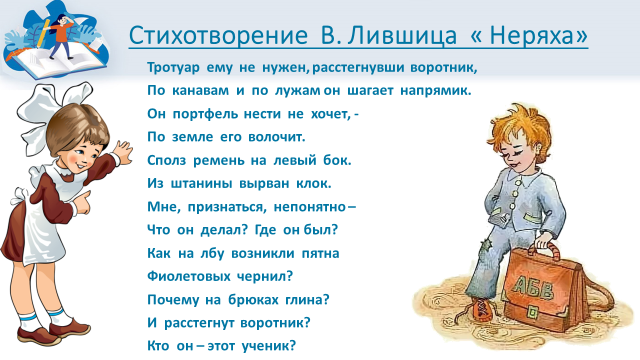 Стихотворение В. Лившица « Неряха»
Тротуар ему не нужен, расстегнувши воротник,
По канавам и по лужам он шагает напрямик.
Он портфель нести не хочет, -
По земле его волочит.
Сполз ремень на левый бок.
Из штанины вырван клок.
Мне, признаться, непонятно –
Что он делал? Где он был?
Как на лбу возникли пятна
Фиолетовых чернил?
Почему на брюках глина?
И расстегнут воротник?
Кто он – этот ученик?
АБВ